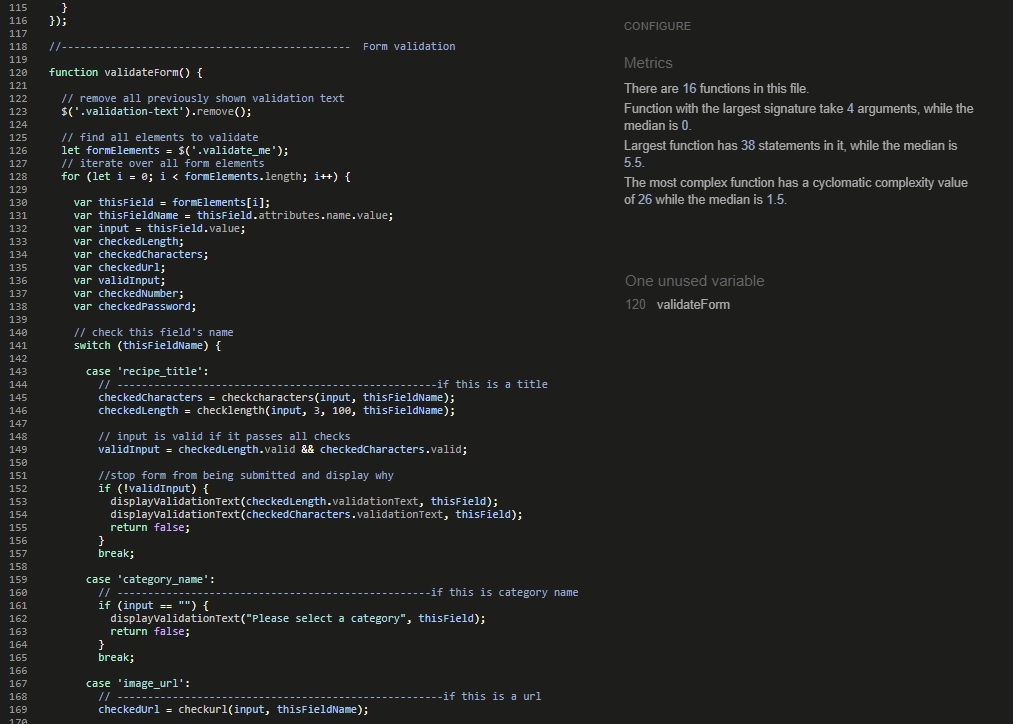 115 }
116 });
117
118 //----------------------------------------------- Form validation
119
120 function validateForm() {
121
122 // remove all previously shown validation text
123 $('.validation-text').remove();
124
125 // find all elements to validate
126 let formElements = $('.validate_me');
127 // iterate over all form elements
128 for (let i = 0; i < formElements.length; i++) {
129
130 var thisField = formElements[i];
131 var thisFieldName = thisField.attributes.name.value;
132 var input = thisField.value;
133 var checkedLength;
134 var checkedCharacters;
135 var checkedUrl;
136 var validInput;
137 var checkedNumber;
138 var checkedPassword;
139
140 // check this field's name
141 switch (thisFieldName) {
142
143 case 'recipe_title':
144 // ----------------------------------------------------if this is a title
145 checkedCharacters = checkcharacters(input, thisFieldName);
146 checkedLength = checklength(input, 3, 100, thisFieldName);
147
148 // input is valid if it passes all checks
149 validInput = checkedLength.valid && checkedCharacters.valid;
150
151 //stop form from being submitted and display why
152 if (!validInput) {
153 displayValidationText(checkedLength.validationText, thisField);
154 displayValidationText(checkedCharacters.validationText, thisField);
155 return false;
156 }
157 break;
158
159 case 'category_name':
160 // ---------------------------------------------------if this is category name
161 if (input == "") {
162 displayValidationText("Please select a category", thisField);
163 return false;
164 }
165 break;
166
167 case 'image_url':
168 // -----------------------------------------------------if this is a url
169 checkedUrl = checkurl(input, thisFieldName);
170
CONFIGURE
Metrics
There are 16 functions in this file.
Function with the largest signature take 4 arguments, while the
median is 0.
Largest function has 38 statements in it, while the median is
5.5.
The most complex function has a cyclomatic complexity value
of 26 while the median is 1.5.
One unused variable
120 validateForm